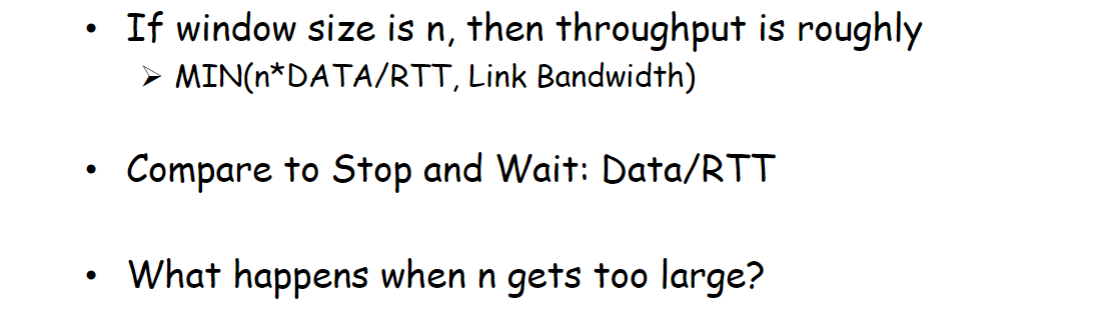 • If window size is n, then throughput is roughly
➢ MIN(n*DATA/RTT, Link Bandwidth)
• Compare to Stop and Wait: Data/RTT
• What happens when n gets too large?